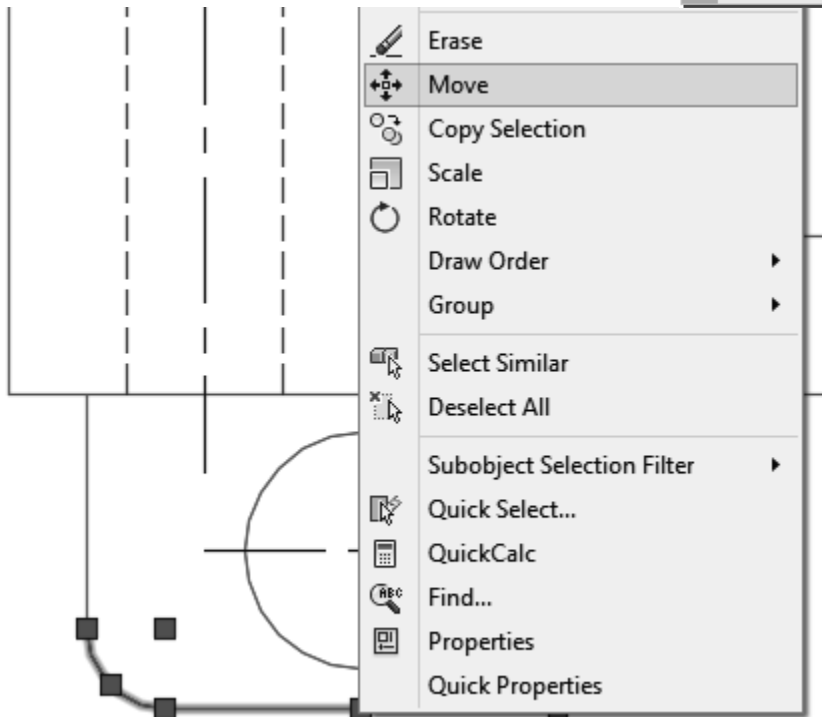 Erase
Move
Copy Selection
Scale
Rotate
Draw Order
Group
Select Similar
Deselect All
Subobject Selection Filter
Quick Select...
QuickCalc
ABC
Find...
Properties
Quick Properties